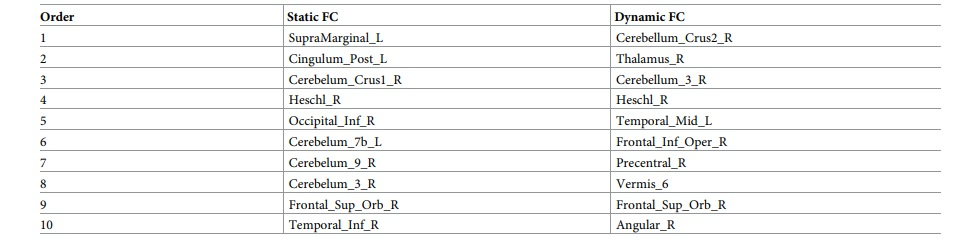 Order Static FC Dynamic FC
1 SupraMarginal_L Cerebellum_Crus2_R
2 Cingulum_Post_L Thalamus_R
3 Cerebelum_Crus1_R Cerebellum_3_R
4 Heschl_R Heschl_R
5 Occipital_Inf_R Temporal_Mid_L
6 Cerebelum_7b_L Frontal_Inf_Oper_R
7 Cerebelum_9_R Precentral_R
8 Cerebelum_3_R Vermis_6
9 Frontal_Sup_Orb_R Frontal_Sup_Orb_R
10 Temporal_Inf_R Angular_R